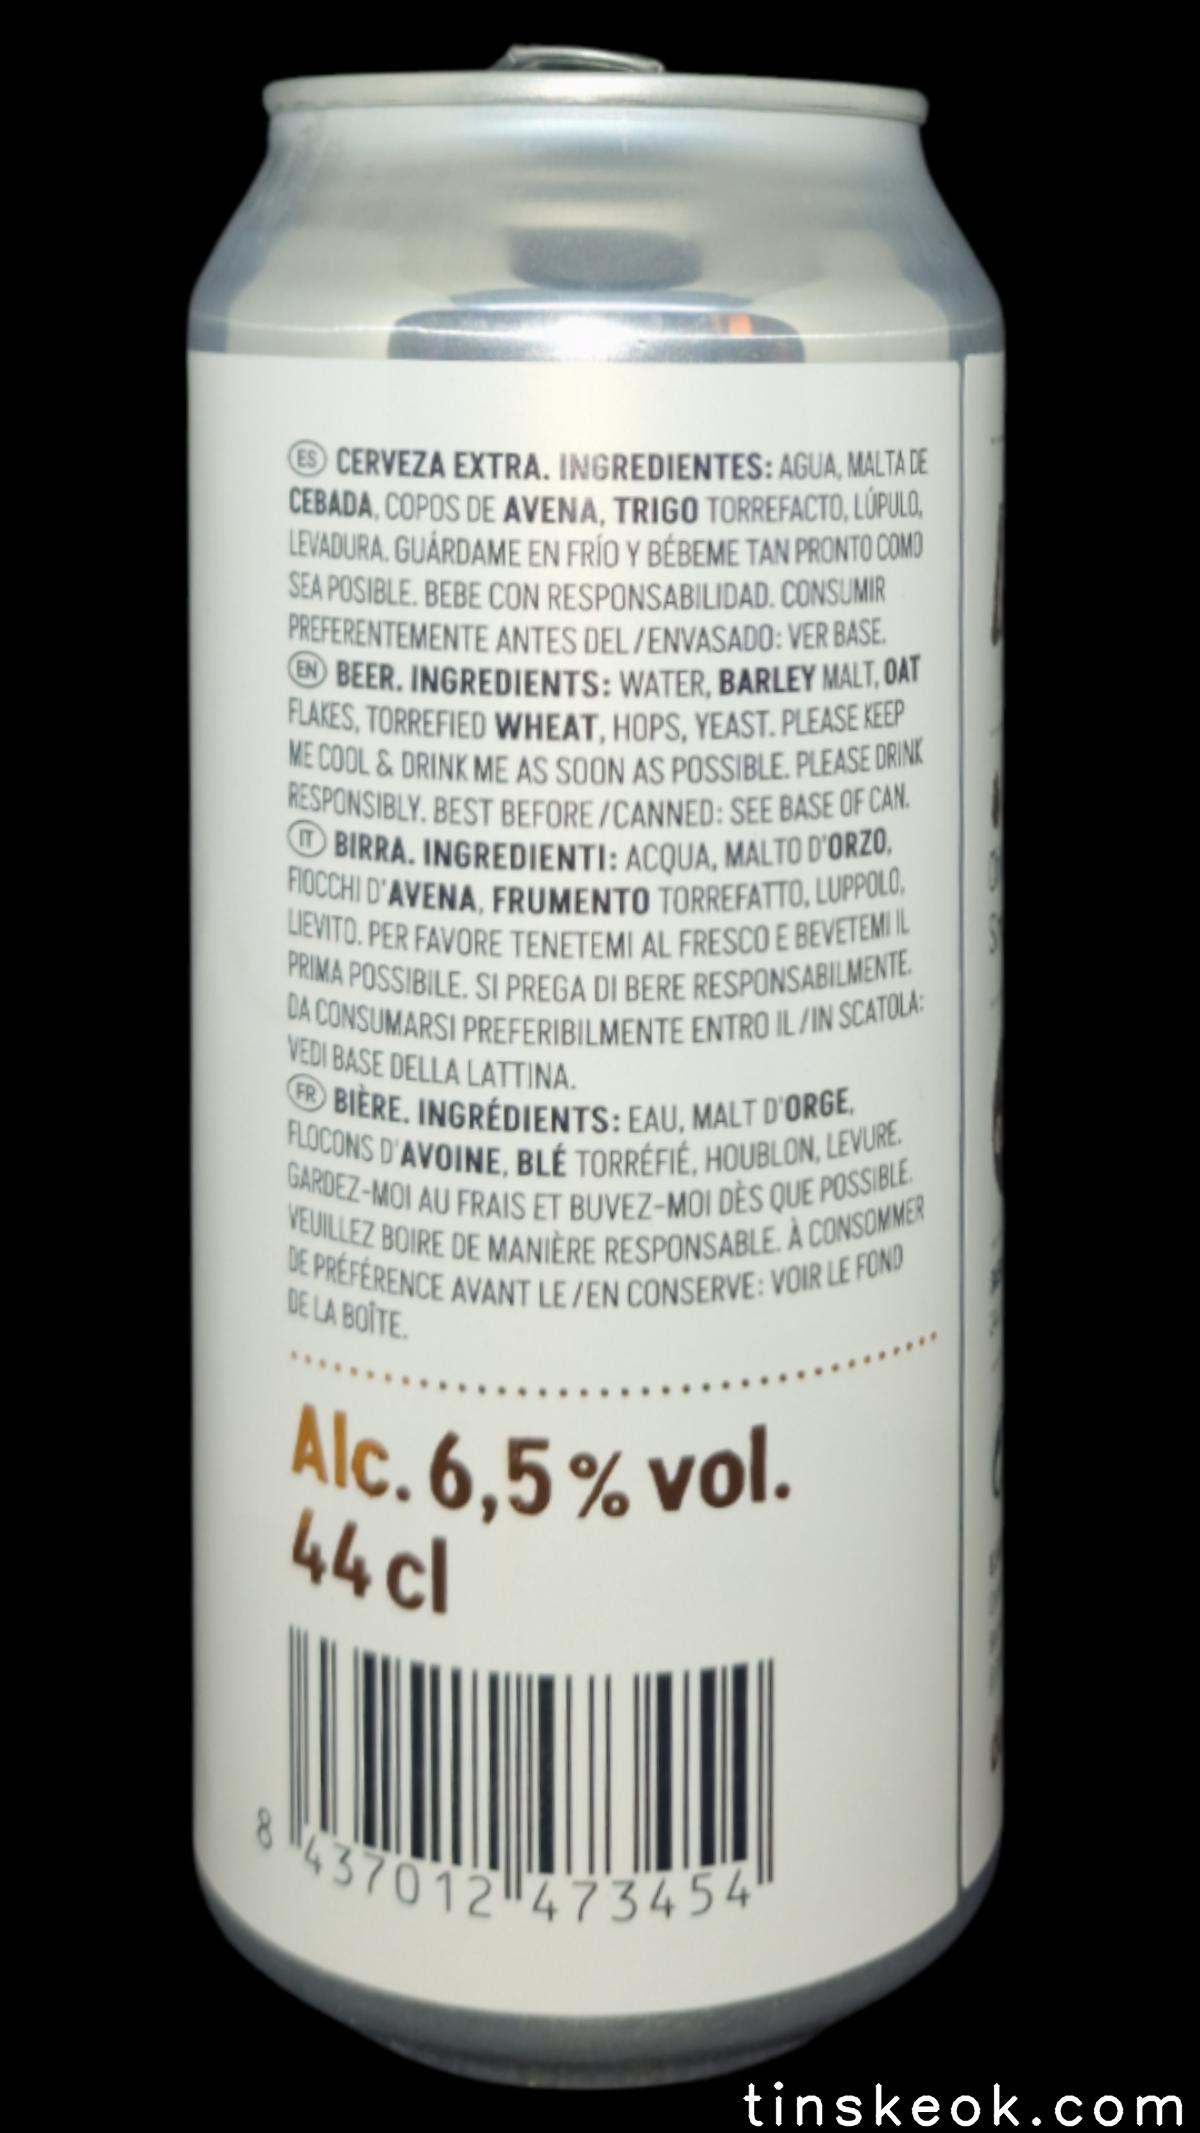 ES CERVEZA EXTRA. INGREDIENTES: AGUA, MALTA DE
CEBADA, COPOS DE AVENA, TRIGO TORREFACTO, LÚPULO,
LEVADURA. GUÁRDAME EN FRÍO Y BÉBEME TAN PRONTO COMO
SEA POSIBLE. BEBE CON RESPONSABILIDAD. CONSUMIR
PREFERENTEMENTE ANTES DEL/ENVASADO: VER BASE.
EN BEER. INGREDIENTS: WATER, BARLEY MALT, OAT
FLAKES, TORREFIED WHEAT, HOPS, YEAST. PLEASE KEEP
ME COOL & DRINK ME AS SOON AS POSSIBLE. PLEASE DRINK
RESPONSIBLY. BEST BEFORE/CANNED: SEE BASE OF CAN.
IT BIRRA. INGREDIENTI: ACQUA, MALTO D'ORZO,
FIOCCHI D'AVENA, FRUMENTO TORREFATTO, LUPPOLO,
LIEVITO. PER FAVORE TENETEMI AL FRESCO E BEVETEMI IL
PRIMA POSSIBILE. SI PREGA DI BERE RESPONSABILMENTE.
DA CONSUMARSI PREFERIBILMENTE ENTRO IL/IN SCATOLA:
VEDI BASE DELLA LATTINA.
FR BIÈRE. INGRÉDIENTS: EAU, MALT D'ORGE,
FLOCONS D'AVOINE, BLÉ TORRÉFIÉ, HOUBLON, LEVURE.
GARDEZ-MOI AU FRAIS ET BUVEZ-MOI DÈS QUE POSSIBLE.
VEUILLEZ BOIRE DE MANIÈRE RESPONSABLE. À CONSOMMER
DE PRÉFÉRENCE AVANT LE/EN CONSERVE: VOIR LE FOND
DE LA BOÎTE.
Alc. 6,5% vol.
44 cl
8 437012 473454
tinskeok.com